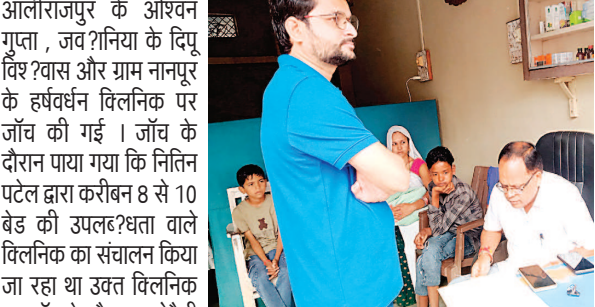 आलीराजपुर के अश्विन
गुप्ता , जव?ानिया के दिपू
विश?वास और ग्राम नानपूर
के हर्षवर्धन क्लिनिक पर
जॉच की गई । जॉच के
दौरान पाया गया कि नितिन
पटेल द्वारा करीबन 8 से 10
बेड की उपलब?धता वाले
क्लिनिक का संचालन किया
जा रहा था उक्त क्लिनिक